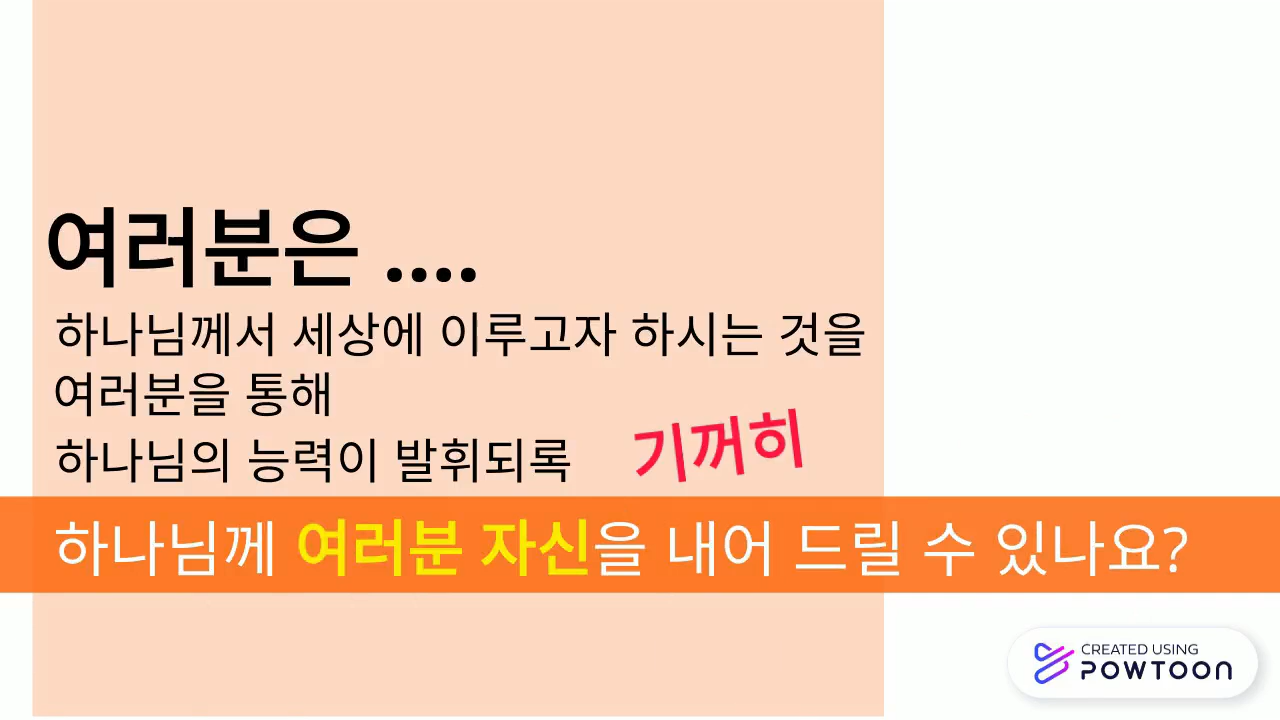 여러분은 ....
하나님께서 세상에 이루고자 하시는 것을
여러분을 통해
하나님의 능력이 발휘되록 기꺼히
하나님께 여러분 자신을 내어 드릴 수 있나요?
CREATED USING
POWTOON